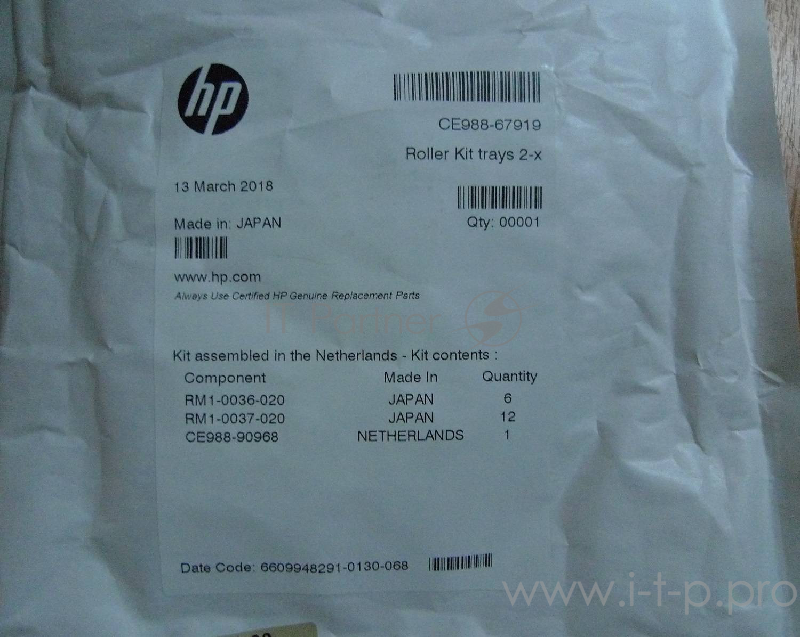 hp
CE988-67919
Roller Kit trays 2-x
13 March 2018
Made in: JAPAN
Qty: 00001
www.hp.com
Always Use Certified HP Genuine Replacement Parts
Kit assembled in the Netherlands - Kit contents :
Component Made In Quantity
RM1-0036-020 JAPAN 6
RM1-0037-020 JAPAN 12
CE988-90968 NETHERLANDS 1
Date Code: 6609948291-0130-068
www.i-t-p.pro